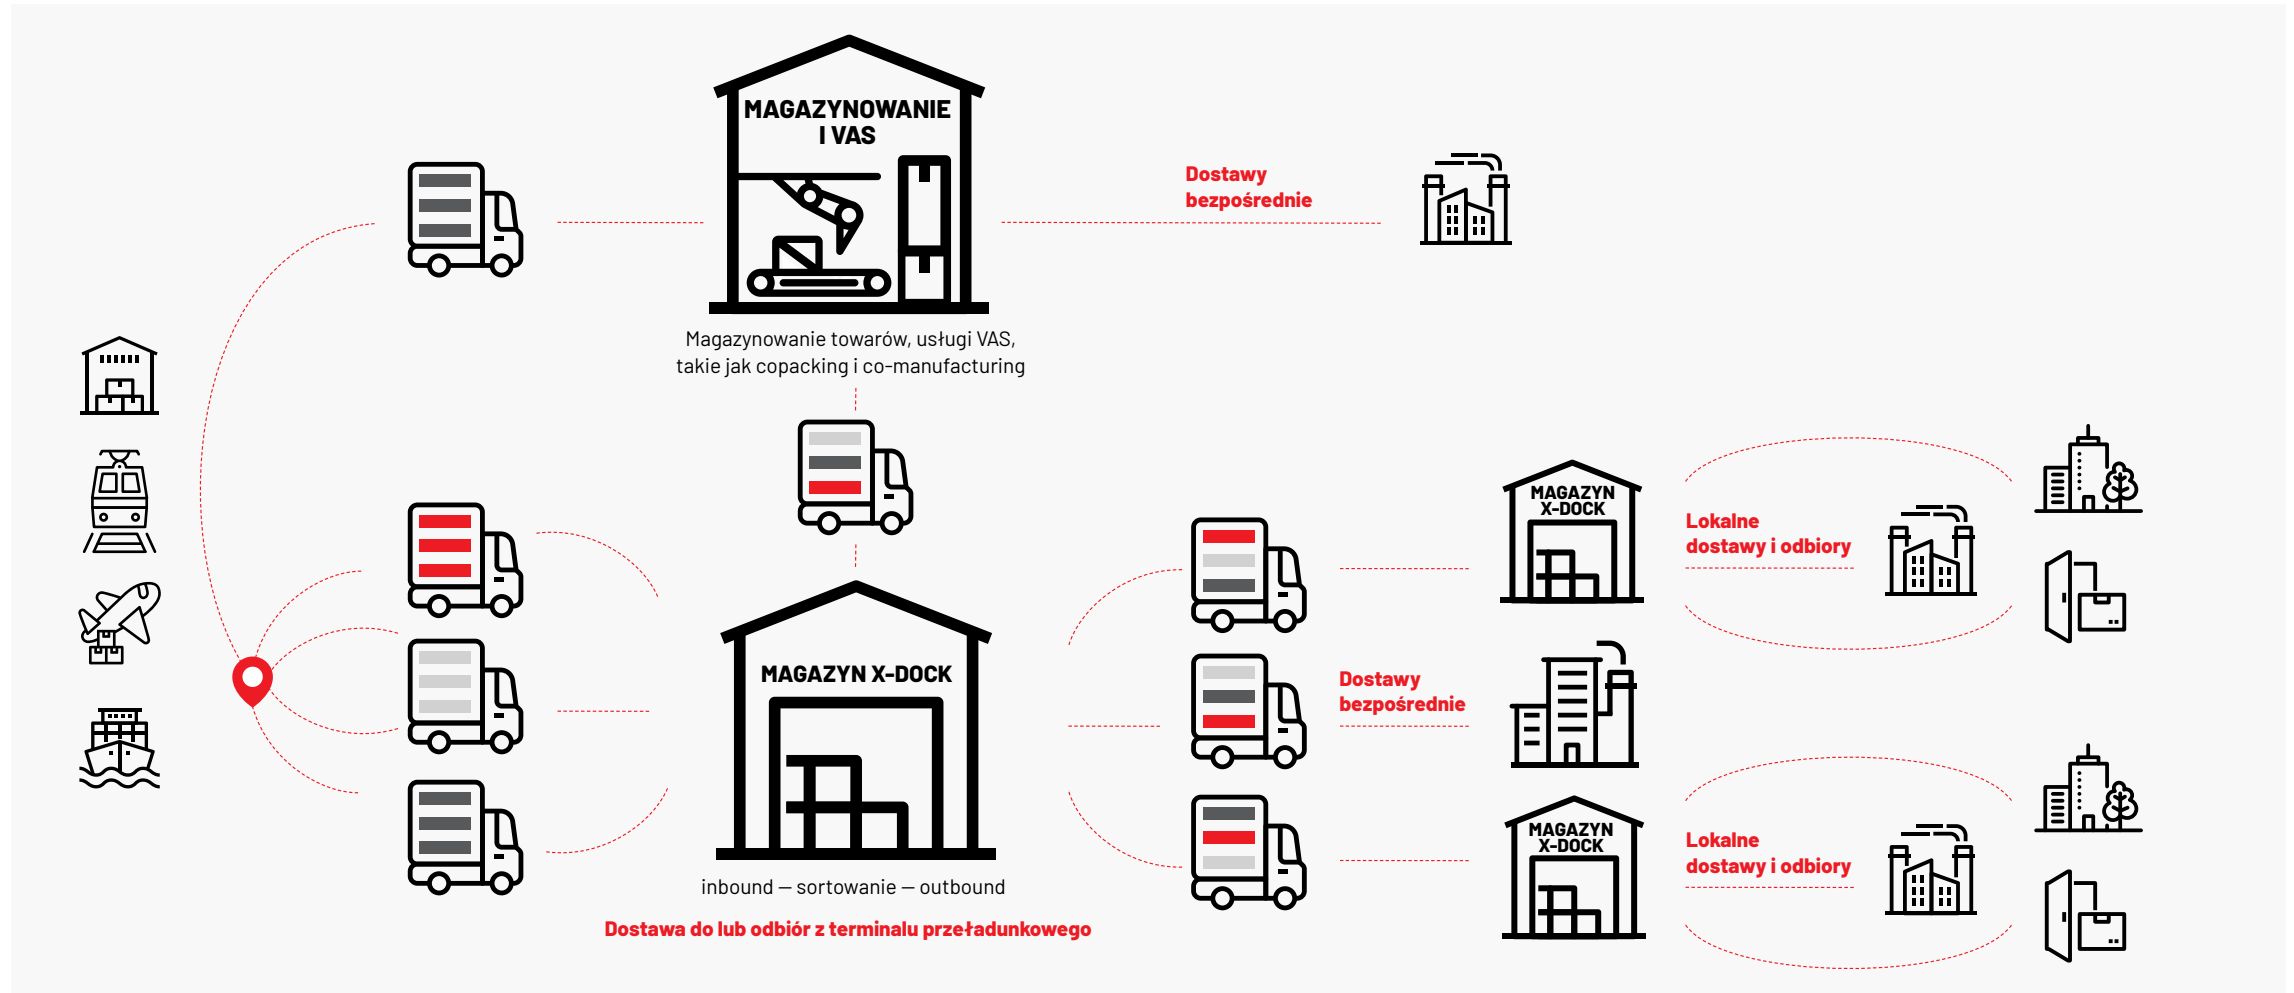 MAGAZYNOWANIE
I VAS
Dostawy
bezpośrednie
Magazynowanie towarów, usługi VAS,
takie jak copacking i co-manufacturing
MAGAZYN
X-DOCK
Lokalne
dostawy i odbiory
MAGAZYN X-DOCK
Dostawy
bezpośrednie
MAGAZYN
X-DOCK
Lokalne
dostawy i odbiory
inbound — sortowanie — outbound
Dostawa do lub odbiór z terminalu przeładunkowego